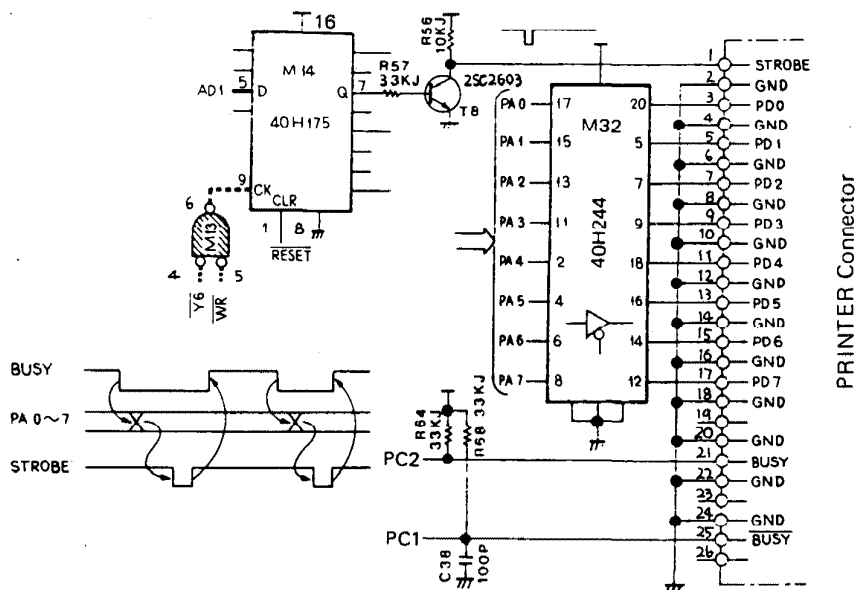 16
M14
AD1
5
D
Q
7
40H175
9
CK
CLR
1
8
RESET
6
M13
4
5
Y6
WR
R57
33KJ
R56
10KJ
2SC2603
T8
PA0
17
PA1
15
PA2
13
PA3
11
PA4
2
PA5
4
PA6
6
PA7
8
M32
40H244
20
5
7
9
18
16
14
12
1 STROBE
2 GND
3 PD0
4 GND
5 PD1
6 GND
7 PD2
8 GND
9 PD3
10 GND
11 PD4
12 GND
13 PD5
14 GND
15 PD6
16 GND
17 PD7
18 GND
19
20 GND
21 BUSY
22 GND
23
24 GND
25 BUSY
26
PRINTER Connector
BUSY
PA 0～7
STROBE
R64
33KJ
R68 33KJ
PC2
PC1
C38
100P